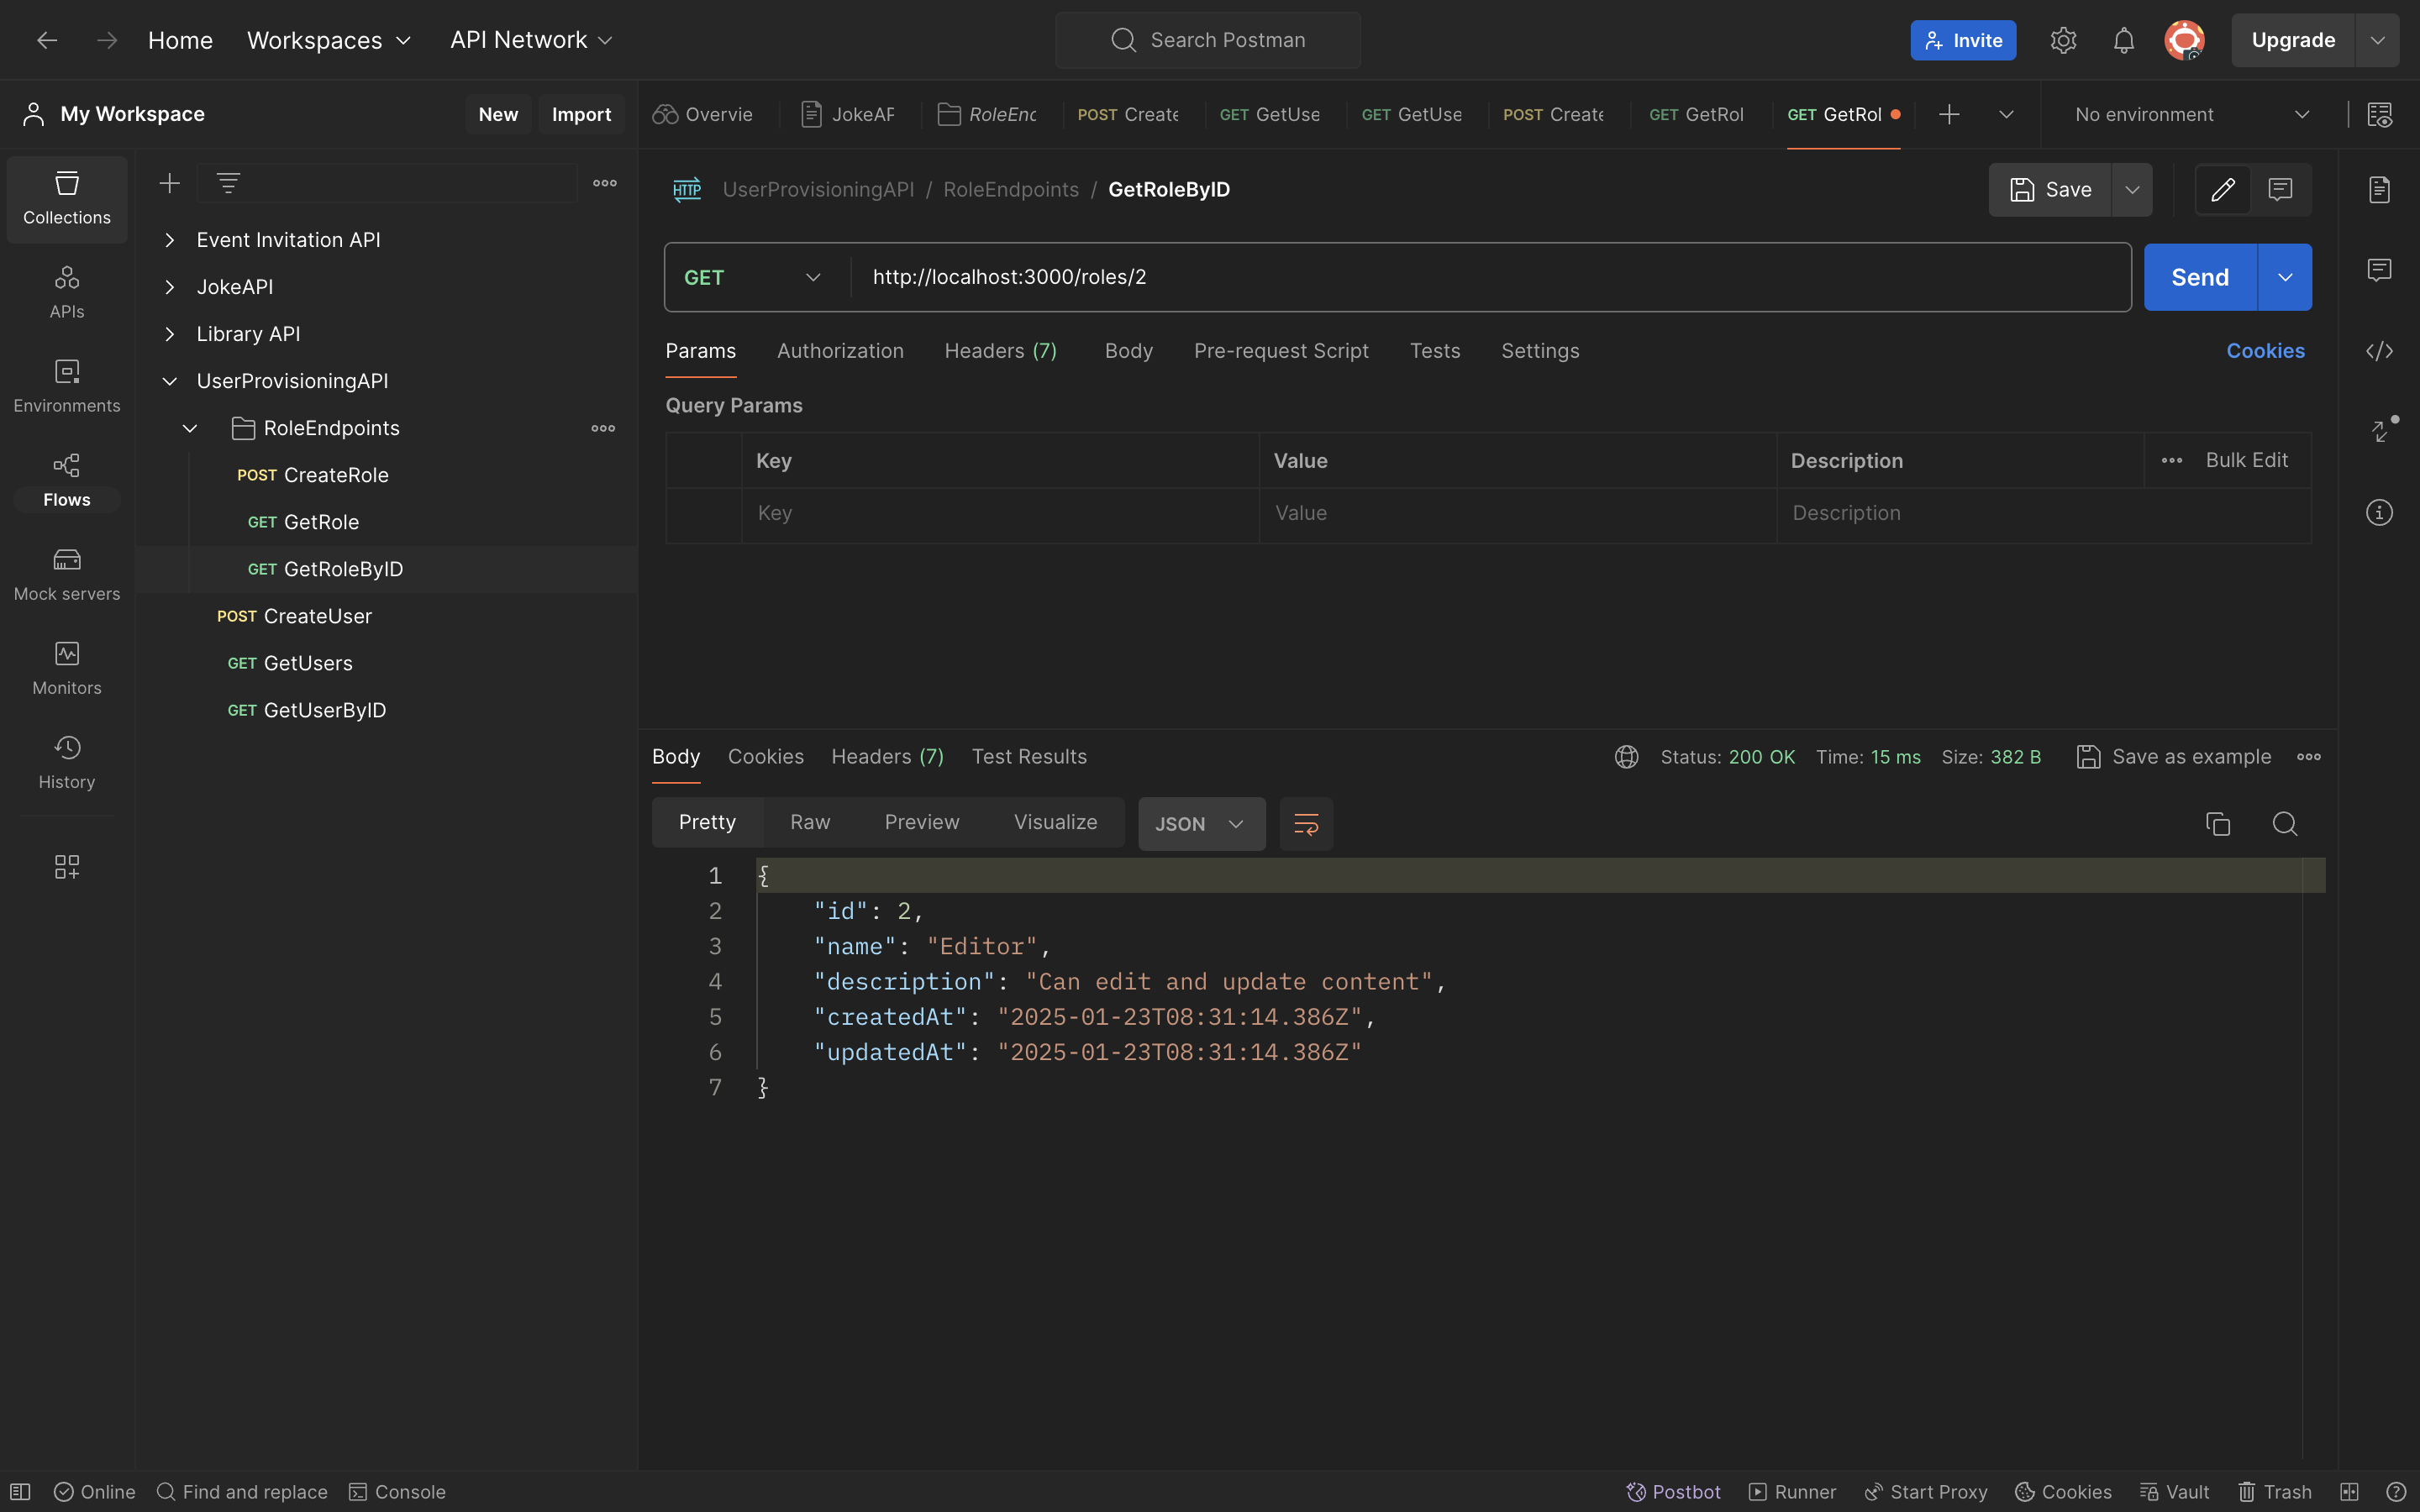 Home Workspaces API Network Search Postman Invite Upgrade
My Workspace New Import
Overvie JokeAF RoleEnc POST Create GET GetUse GET GetUse POST Create GET GetRol GET GetRol No environment
Collections
APIs
Environments
Flows
Mock servers
Monitors
History
Event Invitation API
JokeAPI
Library API
UserProvisioningAPI
RoleEndpoints
POST CreateRole
GET GetRole
GET GetRoleByID
POST CreateUser
GET GetUsers
GET GetUserByID
HTTP UserProvisioningAPI / RoleEndpoints / GetRoleByID Save
GET http://localhost:3000/roles/2 Send
Params Authorization Headers (7) Body Pre-request Script Tests Settings Cookies
Query Params
Key Value Description Bulk Edit
Key Value Description
Body Cookies Headers (7) Test Results Status: 200 OK Time: 15 ms Size: 382 B Save as example
Pretty Raw Preview Visualize JSON
1 {
2 "id": 2,
3 "name": "Editor",
4 "description": "Can edit and update content",
5 "createdAt": "2025-01-23T08:31:14.386Z",
6 "updatedAt": "2025-01-23T08:31:14.386Z"
7 }
Online Find and replace Console Postbot Runner Start Proxy Cookies Vault Trash